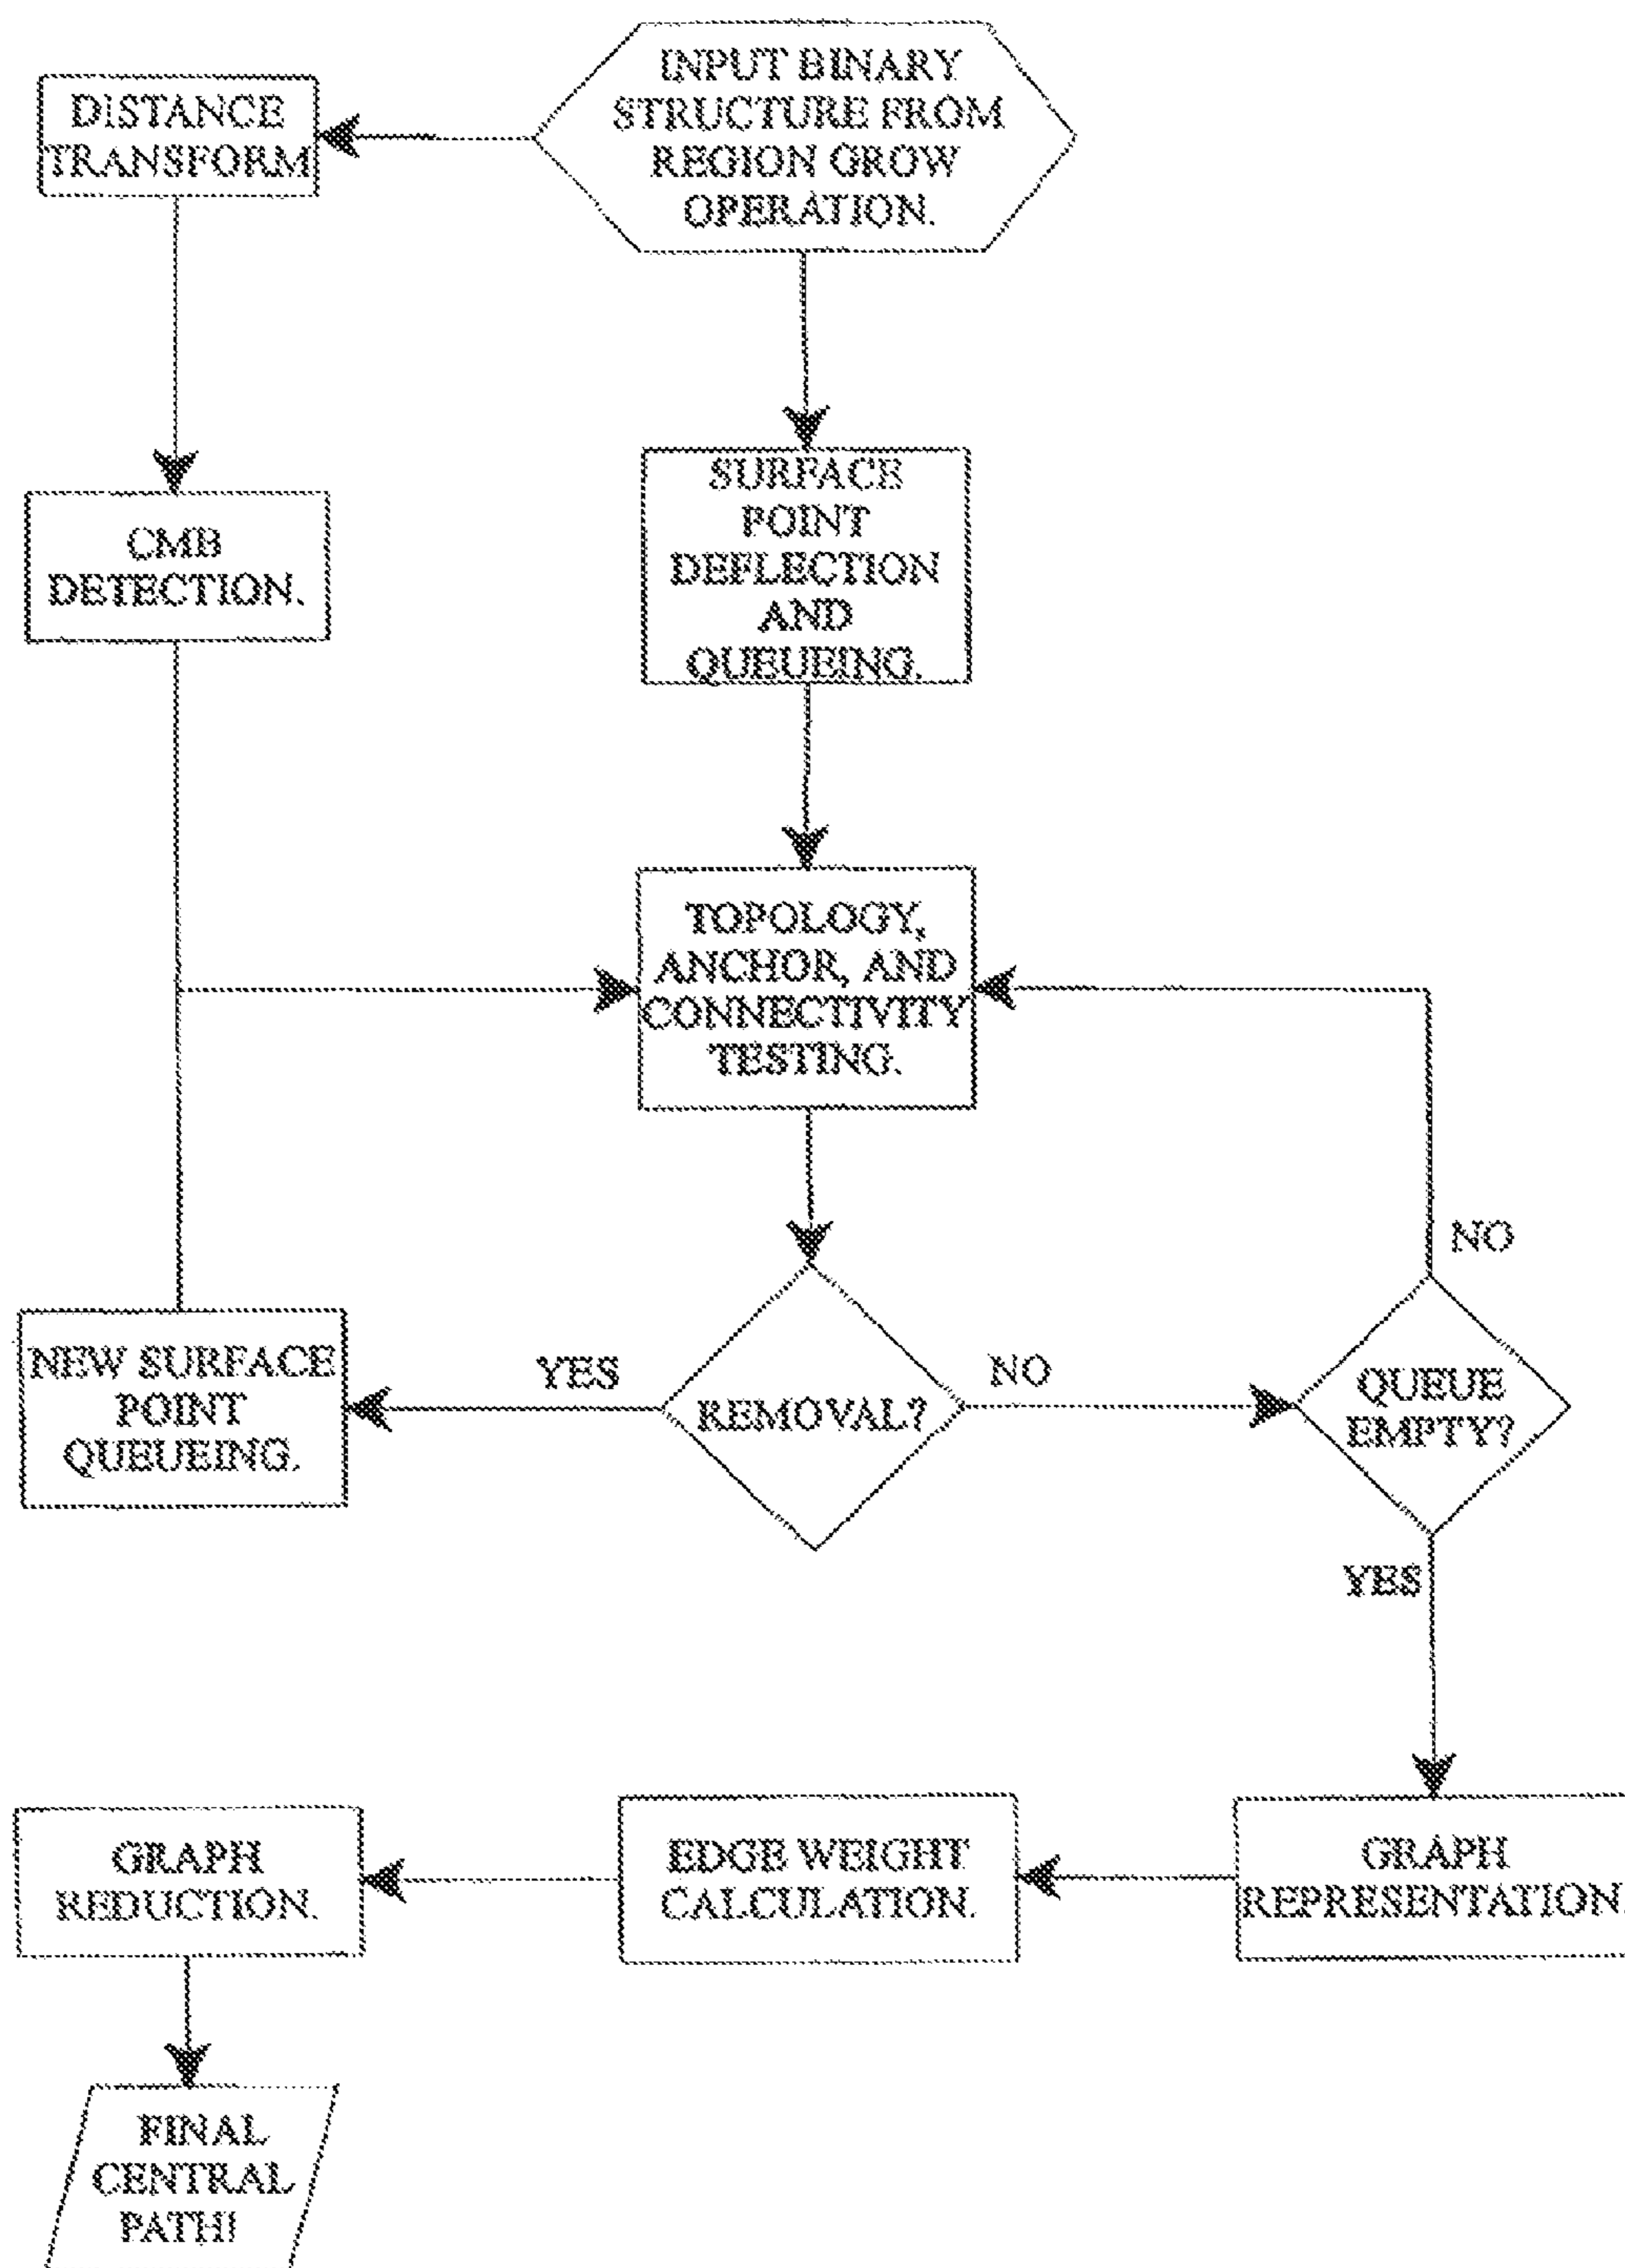 INPUT BINARY
STRUCTURE FROM
REGION GROW
OPERATION.
DISTANCE
TRANSFORM
CMB
DETECTION.
SURFACE
POINT
DEFLECTION
AND
QUEUEING.
TOPOLOGY,
ANCHOR, AND
CONNECTIVITY
TESTING.
NO
NEW SURFACE
POINT
QUEUEING.
YES
REMOVAL?
NO
QUEUE
EMPTY?
YES
GRAPH
REDUCTION.
EDGE WEIGHT
CALCULATION.
GRAPH
REPRESENTATION.
FINAL
CENTRAL
PATH!